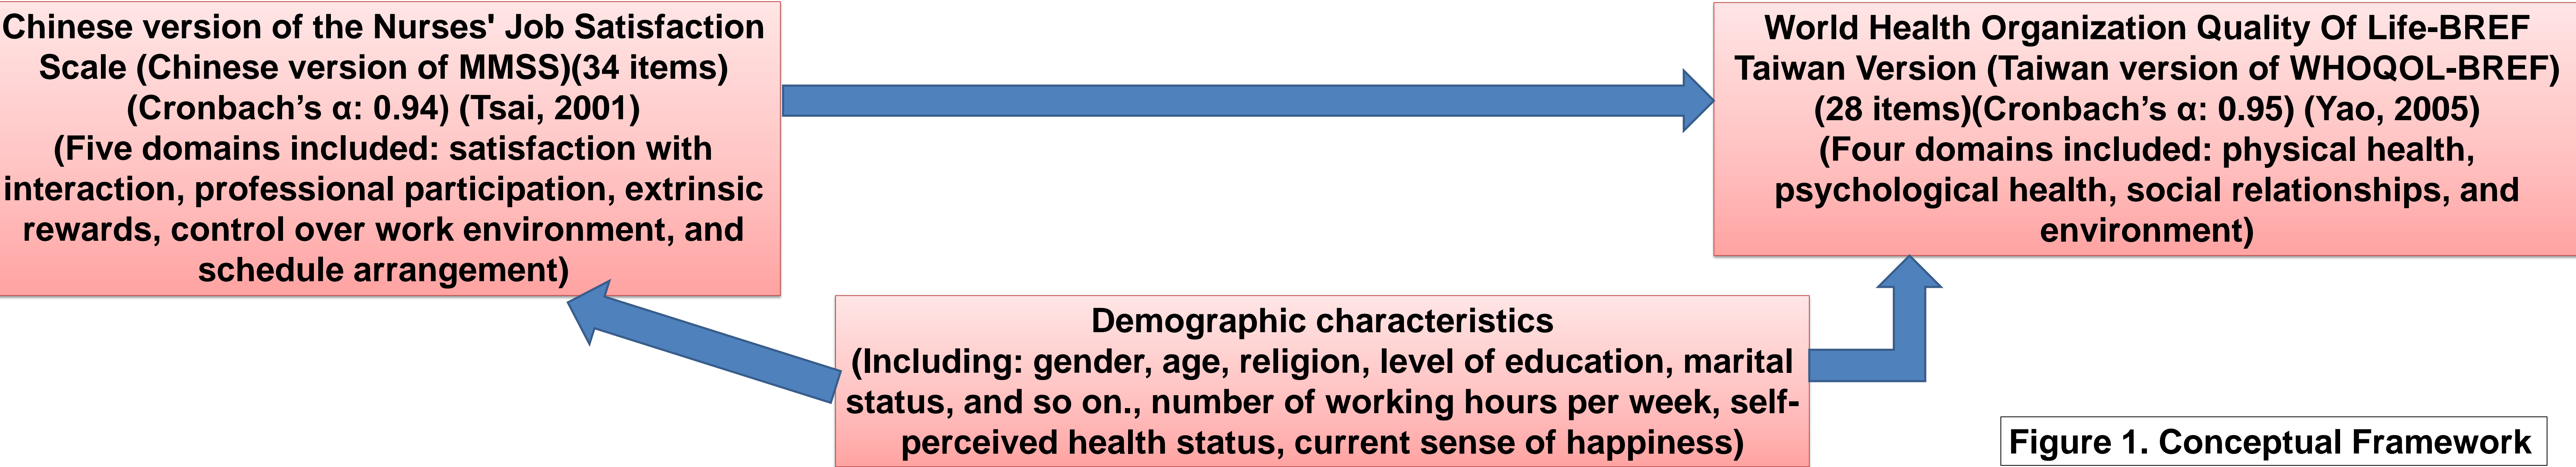 Chinese version of the Nurses' Job Satisfaction
Scale (Chinese version of MMSS)(34 items)
(Cronbach’s α: 0.94) (Tsai, 2001)
(Five domains included: satisfaction with
interaction, professional participation, extrinsic
rewards, control over work environment, and
schedule arrangement)
World Health Organization Quality Of Life-BREF
Taiwan Version (Taiwan version of WHOQOL-BREF)
(28 items)(Cronbach’s α: 0.95) (Yao, 2005)
(Four domains included: physical health,
psychological health, social relationships, and
environment)
Demographic characteristics
(Including: gender, age, religion, level of education, marital
status, and so on., number of working hours per week, self-
perceived health status, current sense of happiness)
Figure 1. Conceptual Framework